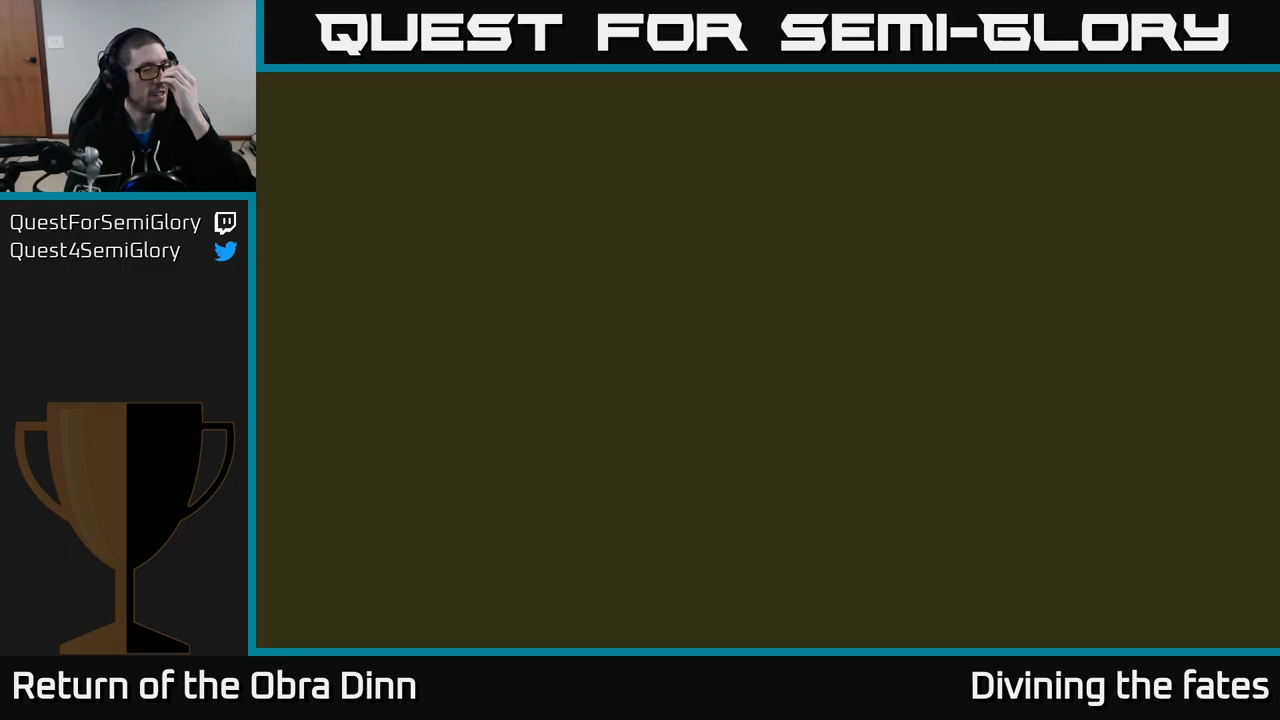 QUEST FOR SEMI-GLORY
QuestForSemiGlory
Quest4SemiGlory
Return of the Obra Dinn
Divining the fates